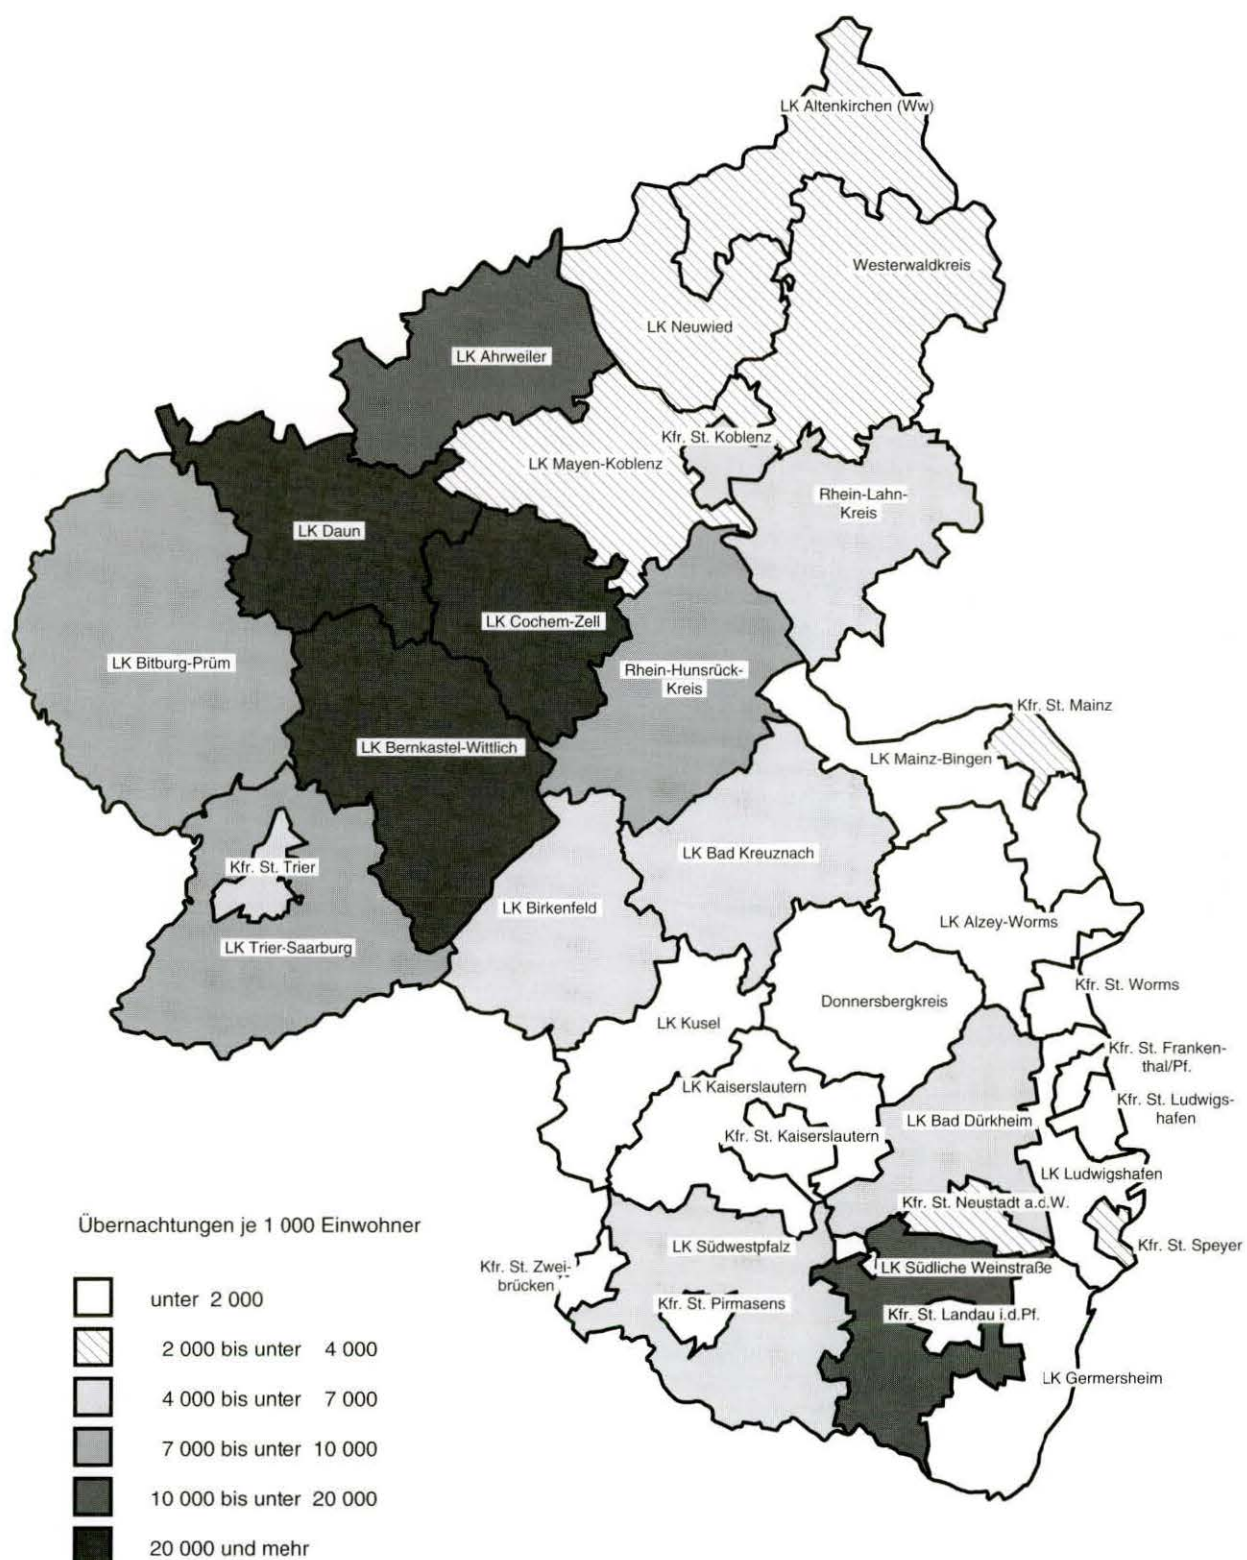 LK Altenkirchen (Ww)
Westerwaldkreis
LK Neuwied
LK Ahrweiler
Kfr. St. Koblenz
LK Mayen-Koblenz
Rhein-Lahn-
Kreis
LK Daun
LK Cochem-Zell
LK Bitburg-Prüm
Rhein-Hunsrück-
Kreis
Kfr. St. Mainz
LK Bernkastel-Wittlich
LK Mainz-Bingen
LK Bad Kreuznach
Kfr. St. Trier
LK Birkenfeld
LK Alzey-Worms
LK Trier-Saarburg
Kfr. St. Worms
Donnersbergkreis
LK Kusel
Kfr. St. Franken-
thal/Pf.
LK Kaiserslautern
Kfr. St. Ludwigs-
hafen
LK Bad Dürkheim
Kfr. St. Kaiserslautern
LK Ludwigshafen
Kfr. St. Neustadt a.d.W.
Kfr. St. Speyer
LK Südwestpfalz
LK Südliche Weinstraße
Kfr. St. Zwei-
brücken
Kfr. St. Pirmasens
Kfr. St. Landau i.d.Pf.
LK Germersheim
Übernachtungen je 1 000 Einwohner
unter 2 000
2 000 bis unter 4 000
4 000 bis unter 7 000
7 000 bis unter 10 000
10 000 bis unter 20 000
20 000 und mehr